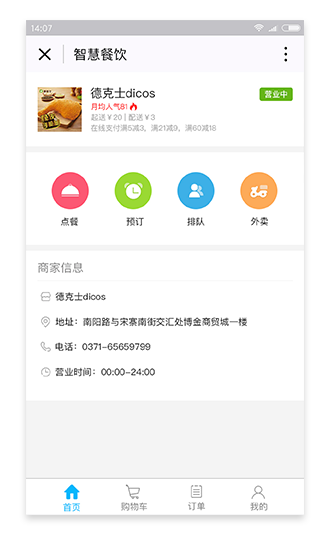 14:07
智慧餐饮
德克士dicos
营业中
月均人气81
起送￥20 | 配送￥3
在线支付满5减3、满21减9、满60减18
点餐
预订
排队
外卖
商家信息
德克士dicos
地址：南阳路与宋寨南街交汇处博金商贸城一楼
电话：0371-65659799
营业时间：00:00-24:00
首页
购物车
订单
我的